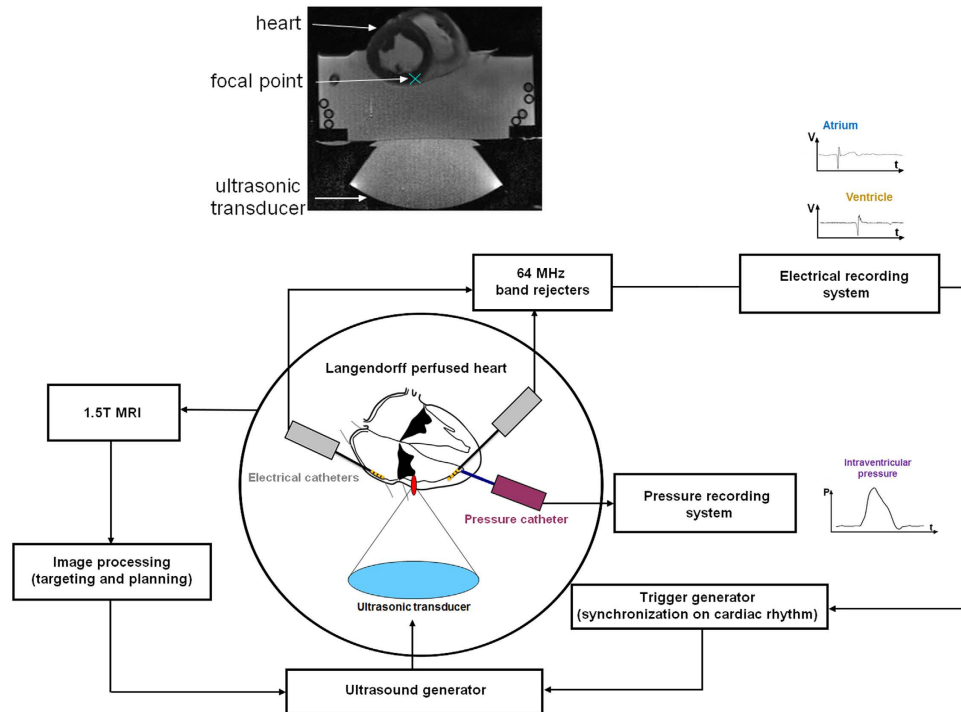 heart
focal point
ultrasonic
transducer
Atrium
V
t
Ventricle
V
t
64 MHz
band rejecters
Electrical recording
system
Langendorff perfused heart
1.5T MRI
Electrical catheters
Pressure catheter
Pressure recording
system
Intraventricular
pressure
P
t
Image processing
(targeting and planning)
Ultrasonic transducer
Trigger generator
(synchronization on cardiac rhythm)
Ultrasound generator